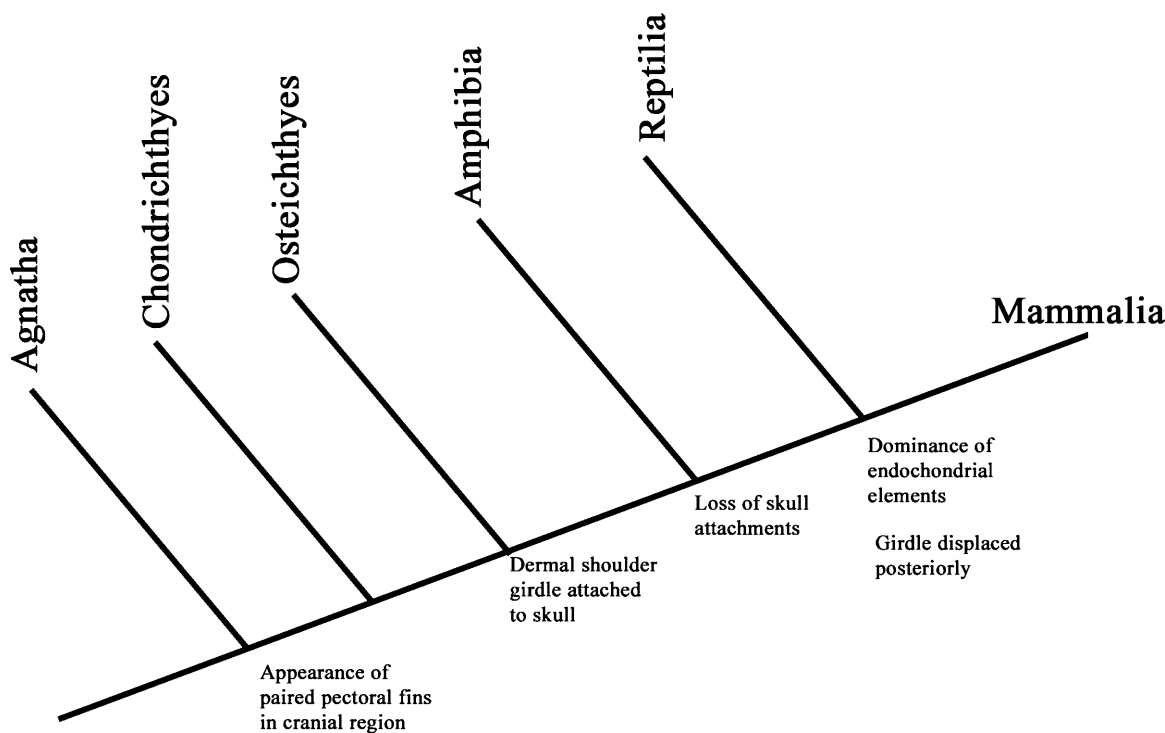 Agnatha
Chondrichthyes
Osteichthyes
Amphibia
Reptilia
Mammalia
Appearance of
paired pectoral fins
in cranial region
Dermal shoulder
girdle attached
to skull
Loss of skull
attachments
Dominance of
endochondrial
elements
Girdle displaced
posteriorly